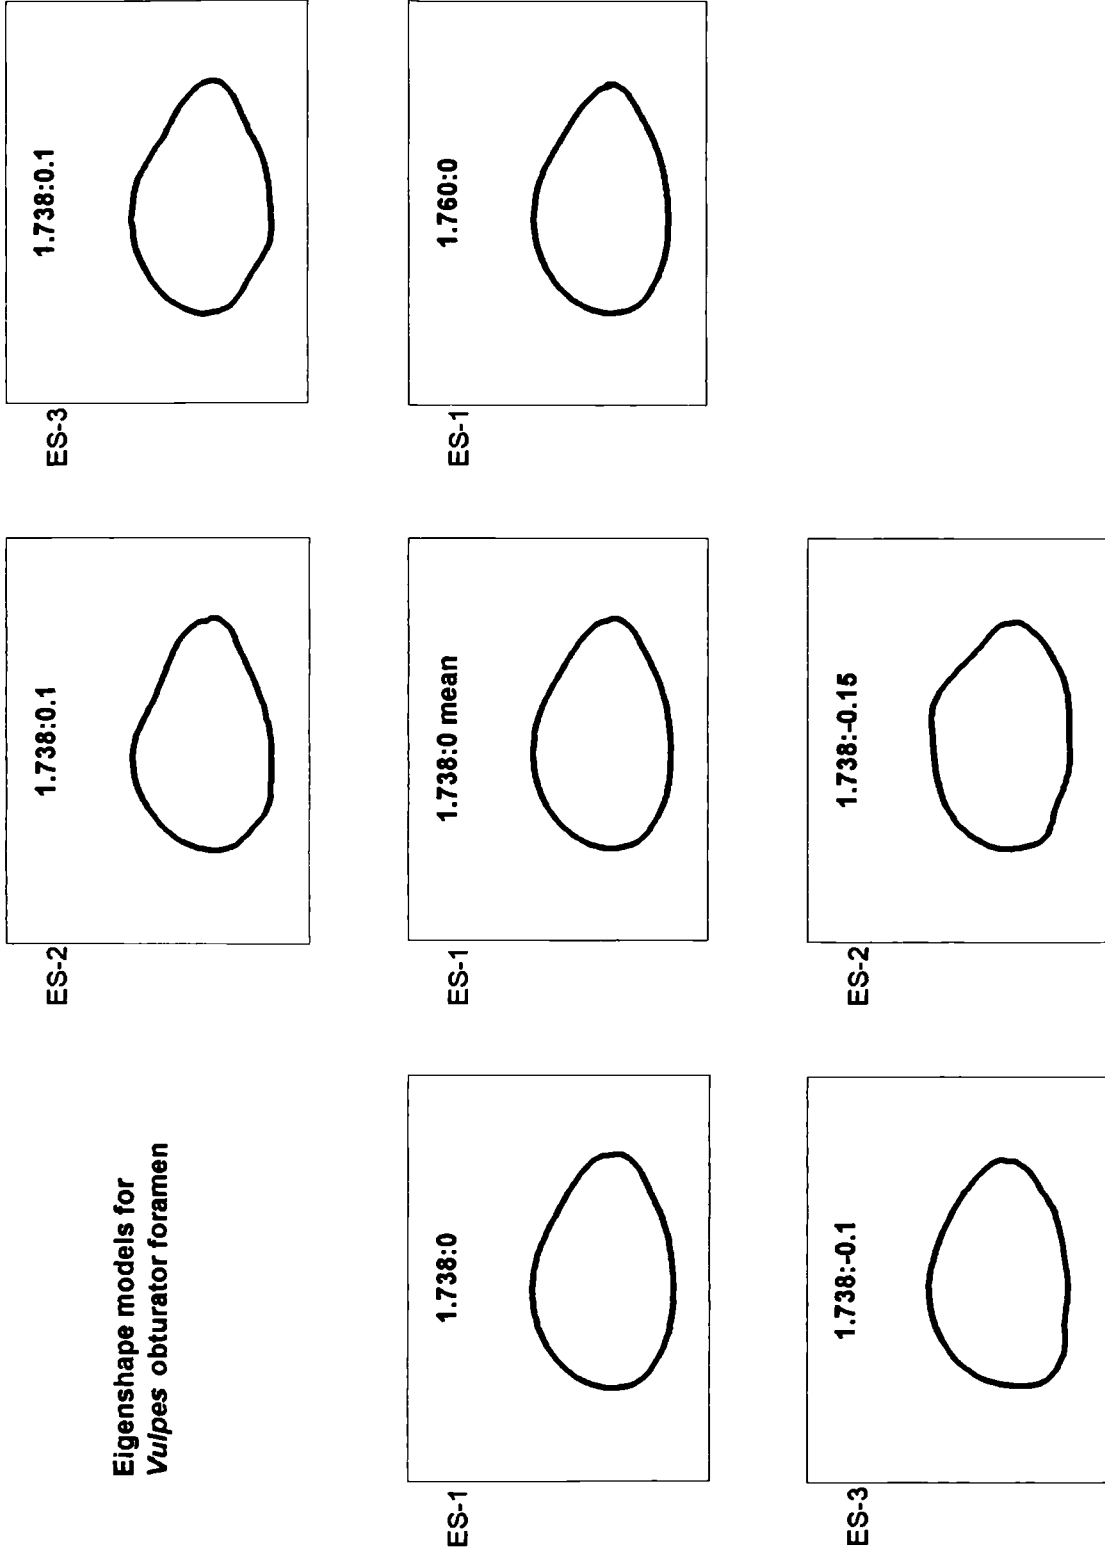 Eigenshape models for
Vulpes obturator foramen
ES-2
1.738:0.1
ES-3
1.738:0.1
ES-1
1.738:0
ES-1
1.738:0 mean
ES-1
1.760:0
ES-3
1.738:-0.1
ES-2
1.738:-0.15